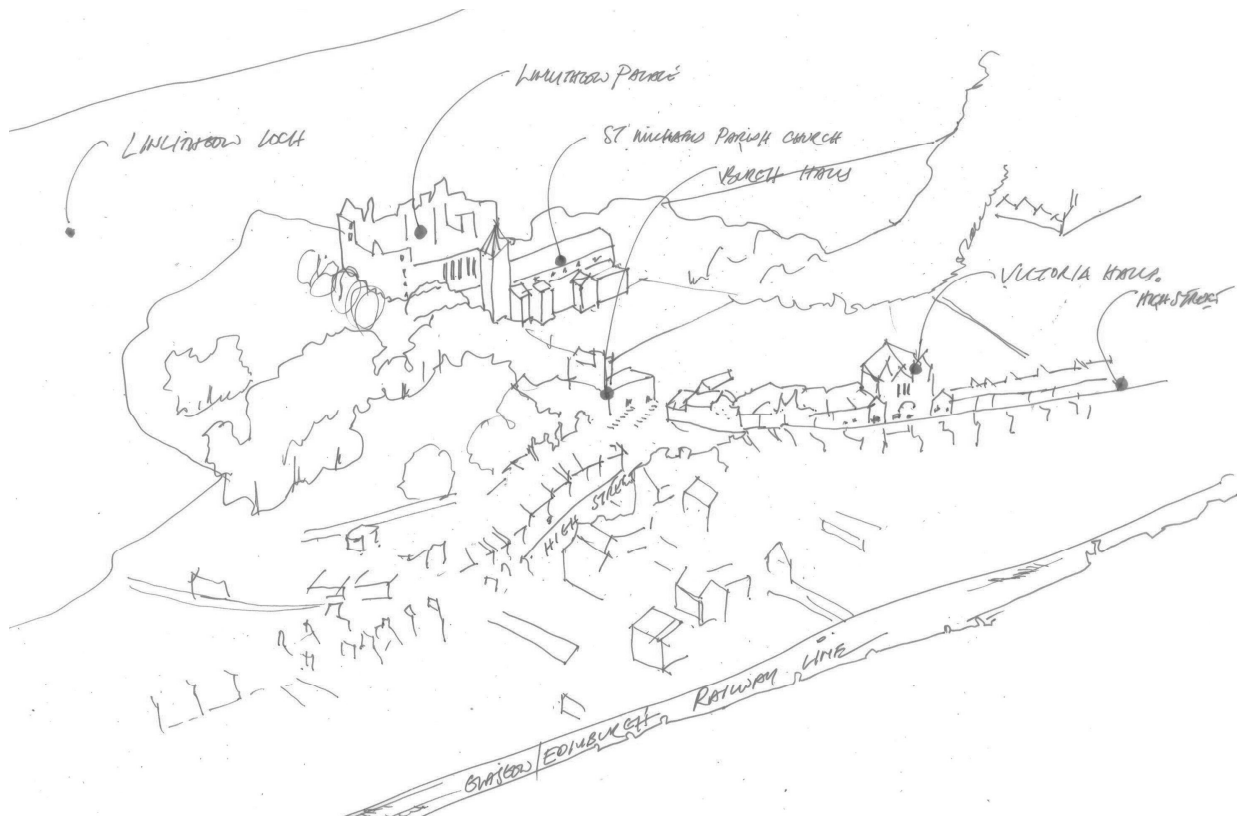 LINLITHGOW PALACE
LINLITHGOW LOCH
ST MICHAELS PARISH CHURCH
BURGH HALLS
VICTORIA HALLS.
HIGH STREET
HIGH STREET
GLASGOW/EDINBURGH RAILWAY LINE